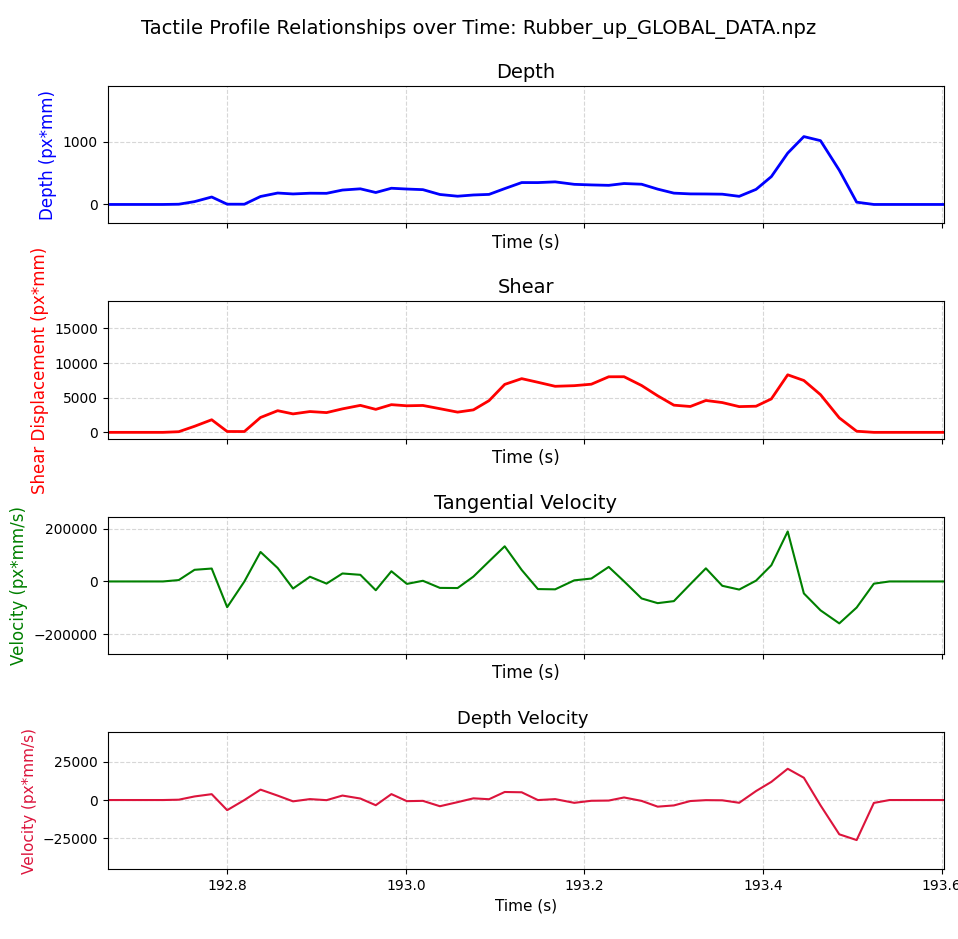 Tactile Profile Relationships over Time: Rubber_up_GLOBAL_DATA.npz
Depth
Depth (px*mm)
1000
0
Time (s)
Shear
Shear Displacement (px*mm)
15000
10000
5000
0
Time (s)
Tangential Velocity
Velocity (px*mm/s)
200000
0
−200000
Time (s)
Depth Velocity
Velocity (px*mm/s)
25000
0
−25000
192.8 193.0 193.2 193.4 193.6
Time (s)